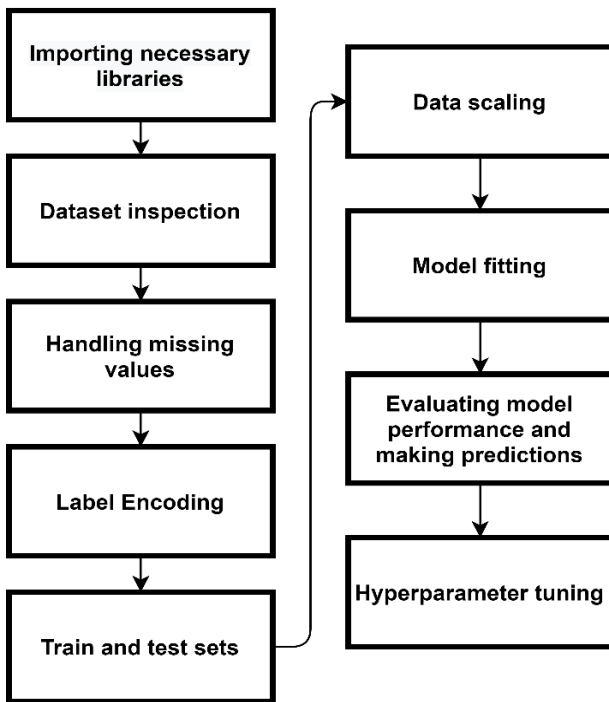 Importing necessary
libraries
Dataset inspection
Handling missing
values
Label Encoding
Train and test sets
Data scaling
Model fitting
Evaluating model
performance and
making predictions
Hyperparameter tuning